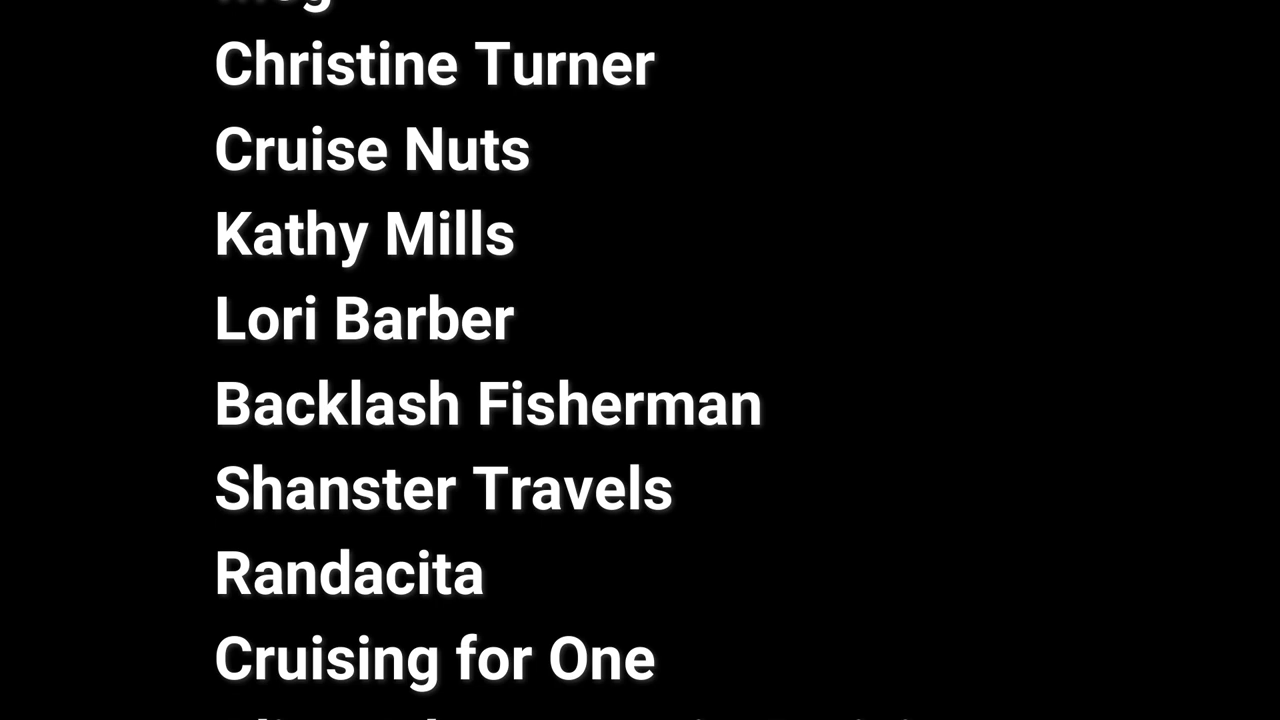 Christine Turner
Cruise Nuts
Kathy Mills
Lori Barber
Backlash Fisherman
Shanster Travels
Randacita
Cruising for One